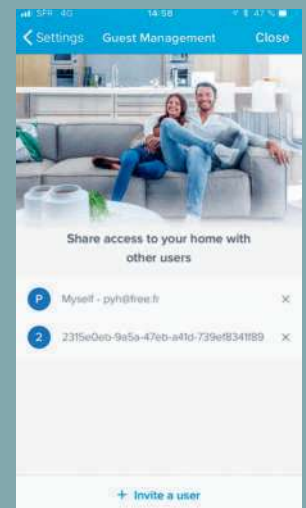 SFR 4G 14:58 47 %
Settings Guest Management Close
Share access to your home with
other users
P Myself - pyh@free.fr ×
2 2315e0eb-9a5a-47eb-a41d-739ef8341f89 ×
+ Invite a user